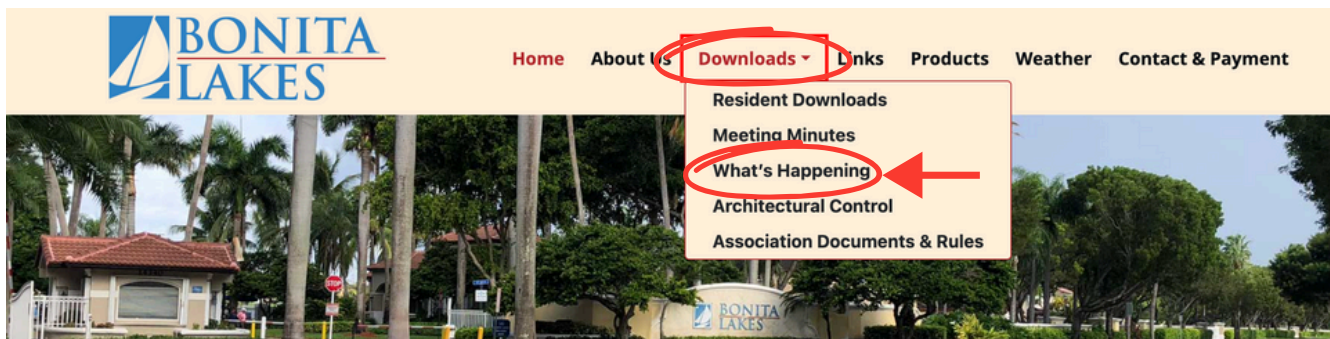 BONITA
LAKES
Home About Us Downloads Links Products Weather Contact & Payment
Resident Downloads
Meeting Minutes
What's Happening
Architectural Control
Association Documents & Rules
STOP
BONITA
LAKES